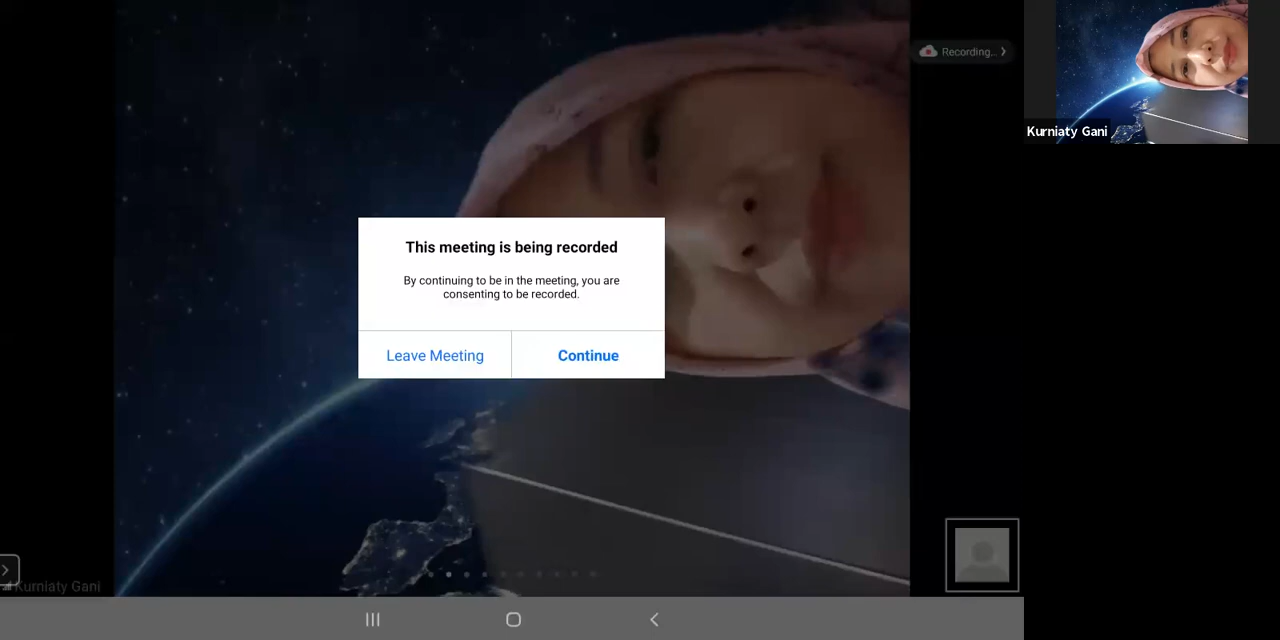 Recording...
Kurniaty Gani
This meeting is being recorded
By continuing to be in the meeting, you are
consenting to be recorded.
Leave Meeting
Continue
Kurniaty Gani